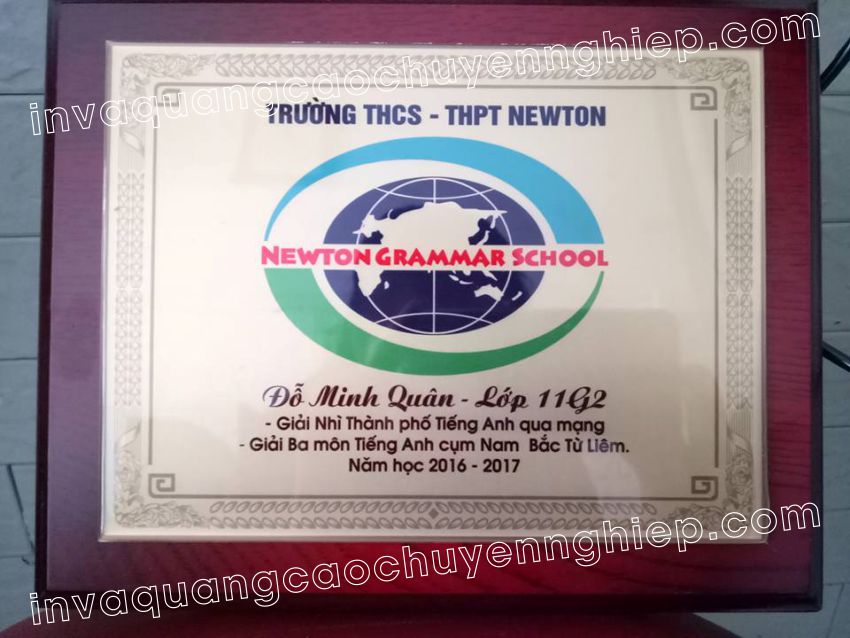 invaquangcaochuyennghiep.com
TRƯỜNG THCS - THPT NEWTON
NEWTON GRAMMAR SCHOOL
Đỗ Minh Quân - Lớp 11G2
- Giải Nhì Thành phố Tiếng Anh qua mạng
- Giải Ba môn Tiếng Anh cụm Nam Bắc Từ Liêm.
Năm học 2016 - 2017
invaquangcaochuyennghiep.com